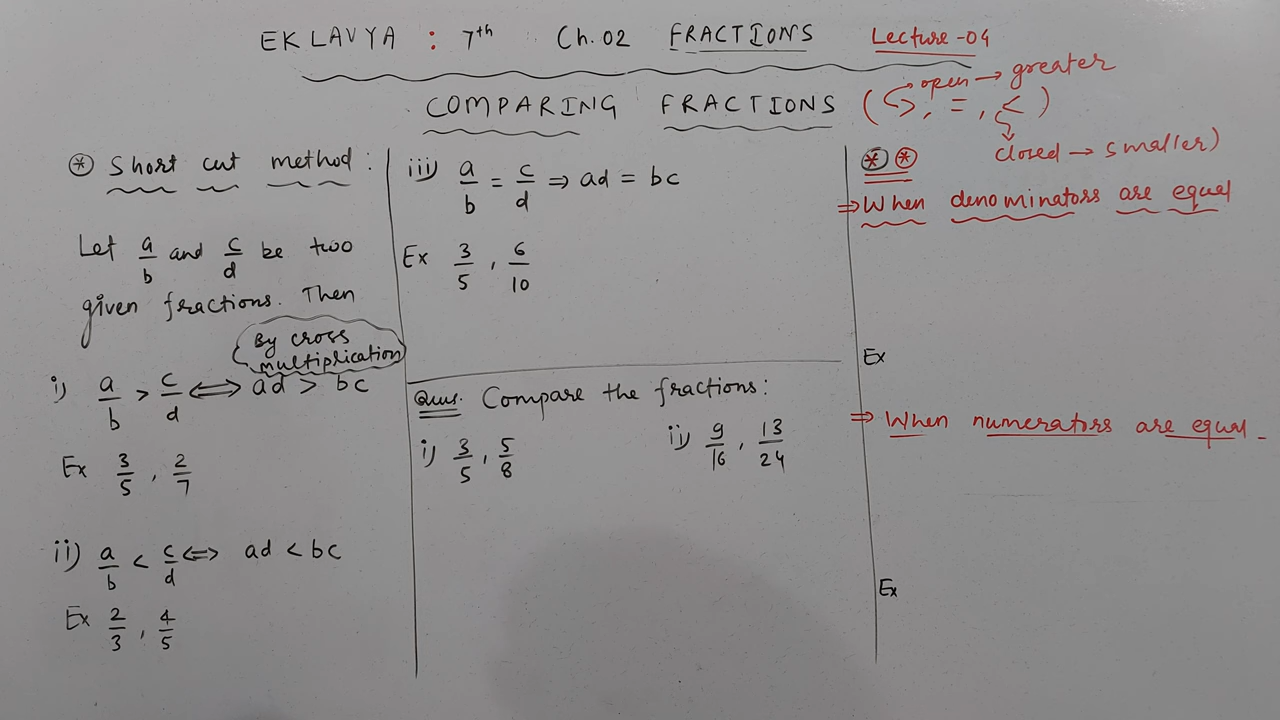 EKLAVYA : 7th Ch.02 FRACTIONS Lecture-04
COMPARING FRACTIONS ( >, =, < )
open → greater
closed → smaller)
⊛ Short cut method :
Let a/b and c/d be two
given fractions. Then
By cross
multiplication
i) a/b > c/d ⟺ ad > bc
Ex 3/5 , 2/7
ii) a/b < c/d ⟺ ad < bc
Ex 2/3 , 4/5
iii) a/b = c/d ⇒ ad = bc
Ex 3/5 , 6/10
Ques. Compare the fractions :
i) 3/5 , 5/8 ii) 9/16 , 13/24
⊛ ⊛
⇒ When denominators are equal
Ex
⇒ When numerators are equal -
Ex